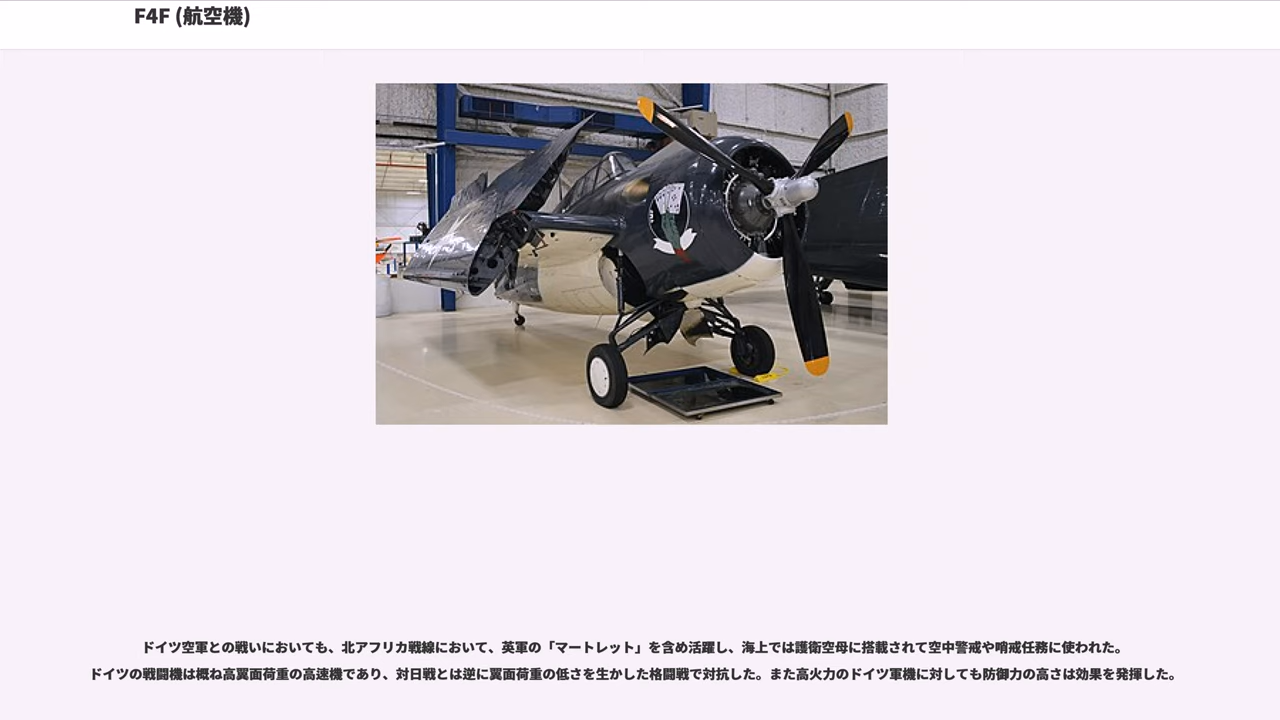 F4F (航空機)
ドイツ空軍との戦いにおいても、北アフリカ戦線において、英軍の「マートレット」を含め活躍し、海上では護衛空母に搭載されて空中警戒や哨戒任務に使われた。
ドイツの戦闘機は概ね高翼面荷重の高速機であり、対日戦とは逆に翼面荷重の低さを生かした格闘戦で対抗した。また高火力のドイツ軍機に対しても防御力の高さは効果を発揮した。